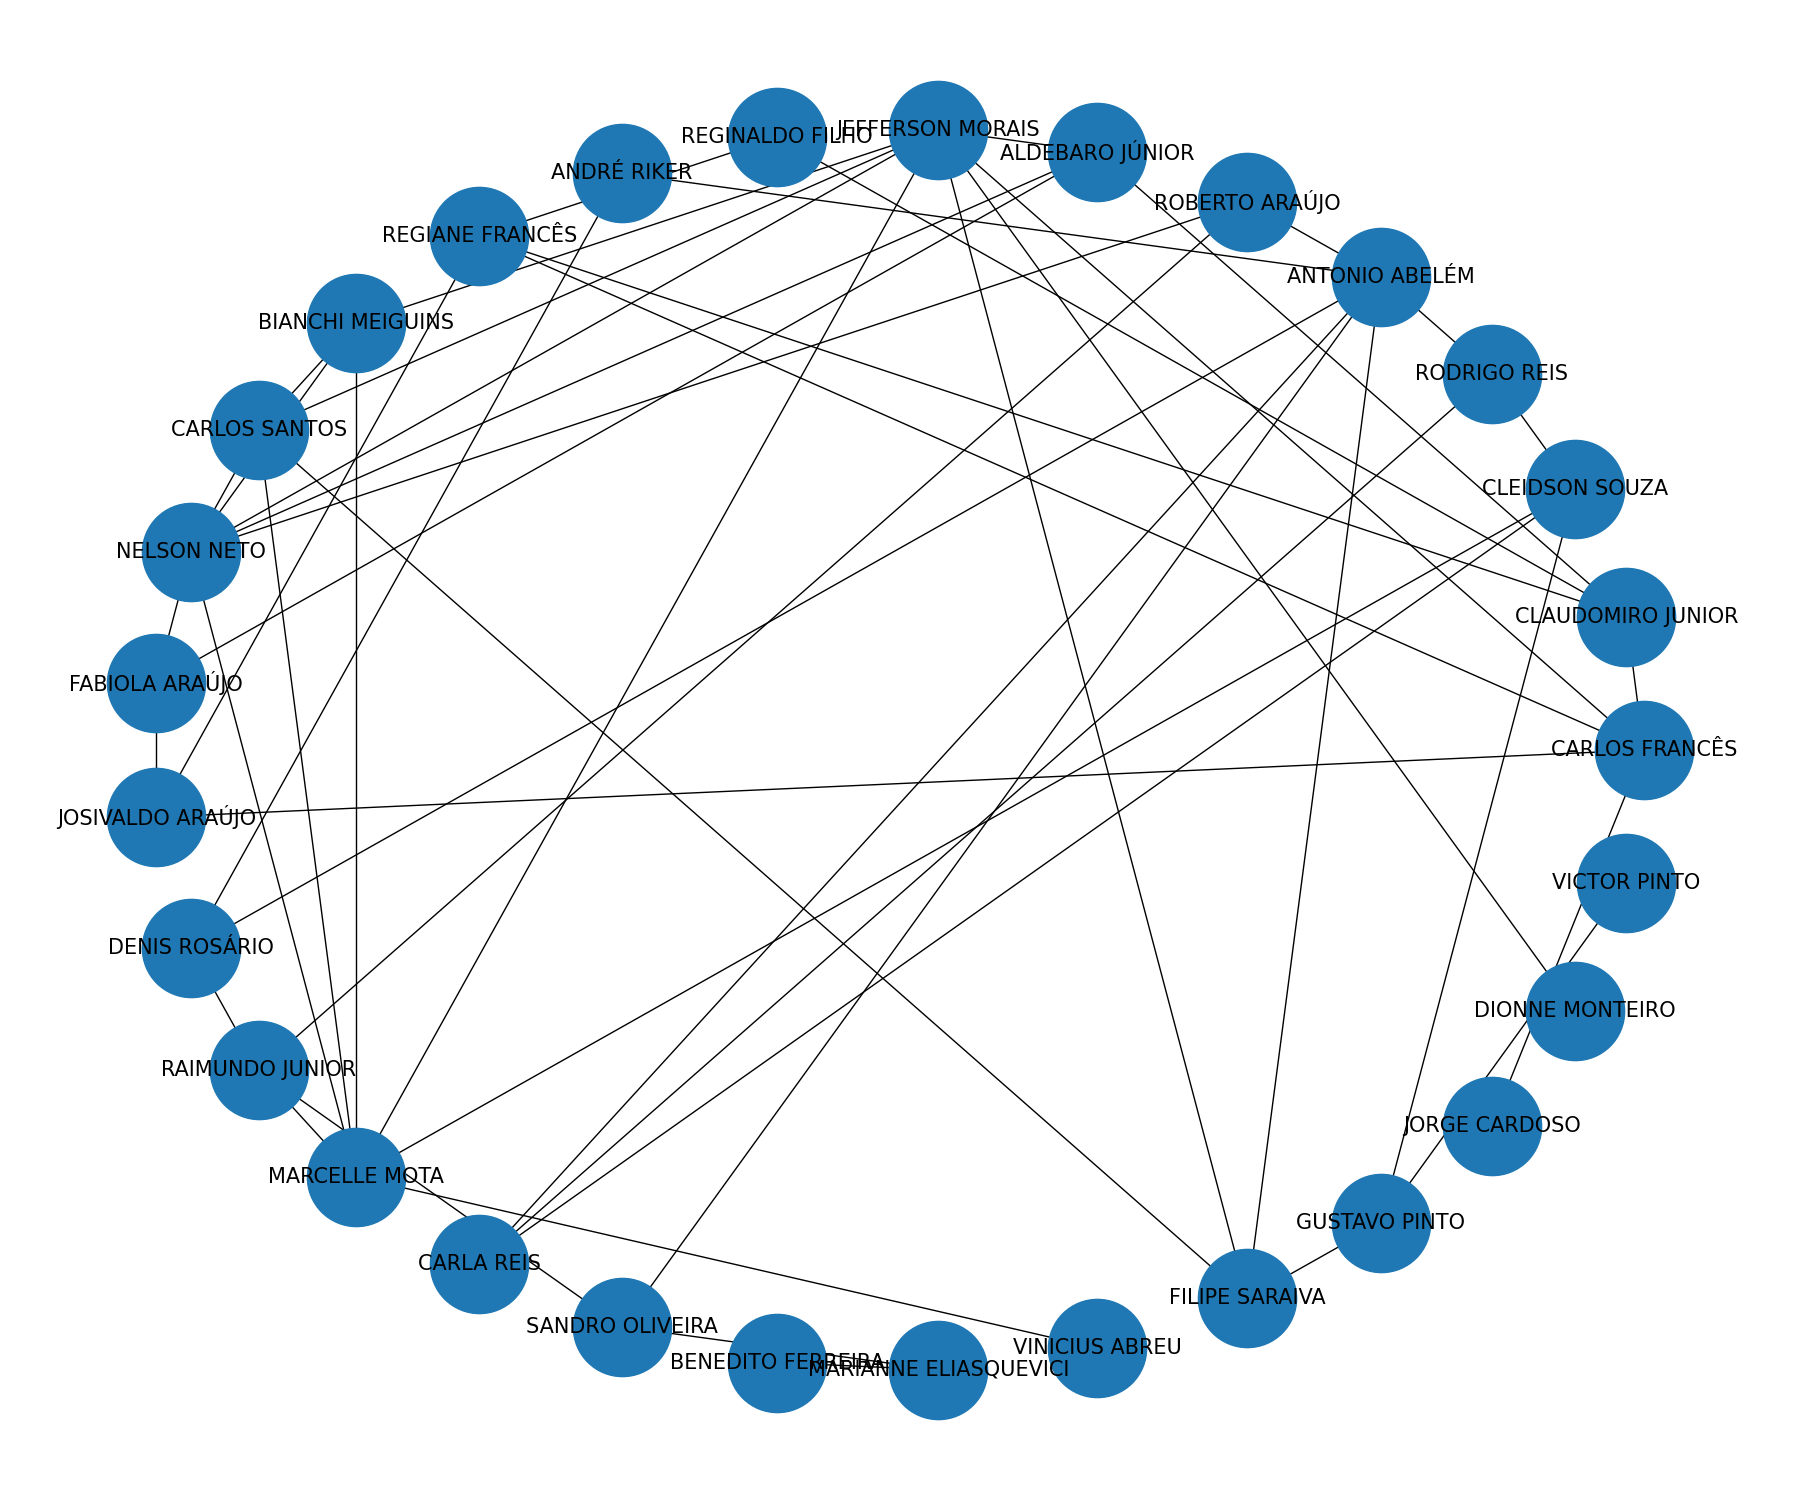 REGINALDO FILHO
JEFFERSON MORAIS
ALDEBARO JÚNIOR
ANDRÉ RIKER
ROBERTO ARAÚJO
REGIANE FRANCÊS
ANTONIO ABELÉM
BIANCHI MEIGUINS
RODRIGO REIS
CARLOS SANTOS
CLEIDSON SOUZA
NELSON NETO
CLAUDOMIRO JUNIOR
FABIOLA ARAÚJO
CARLOS FRANCÊS
JOSIVALDO ARAÚJO
VICTOR PINTO
DENIS ROSÁRIO
DIONNE MONTEIRO
RAIMUNDO JUNIOR
JORGE CARDOSO
MARCELLE MOTA
GUSTAVO PINTO
CARLA REIS
FILIPE SARAIVA
SANDRO OLIVEIRA
VINICIUS ABREU
BENEDITO FERREIRA
MARIANNE ELIASQUEVICI